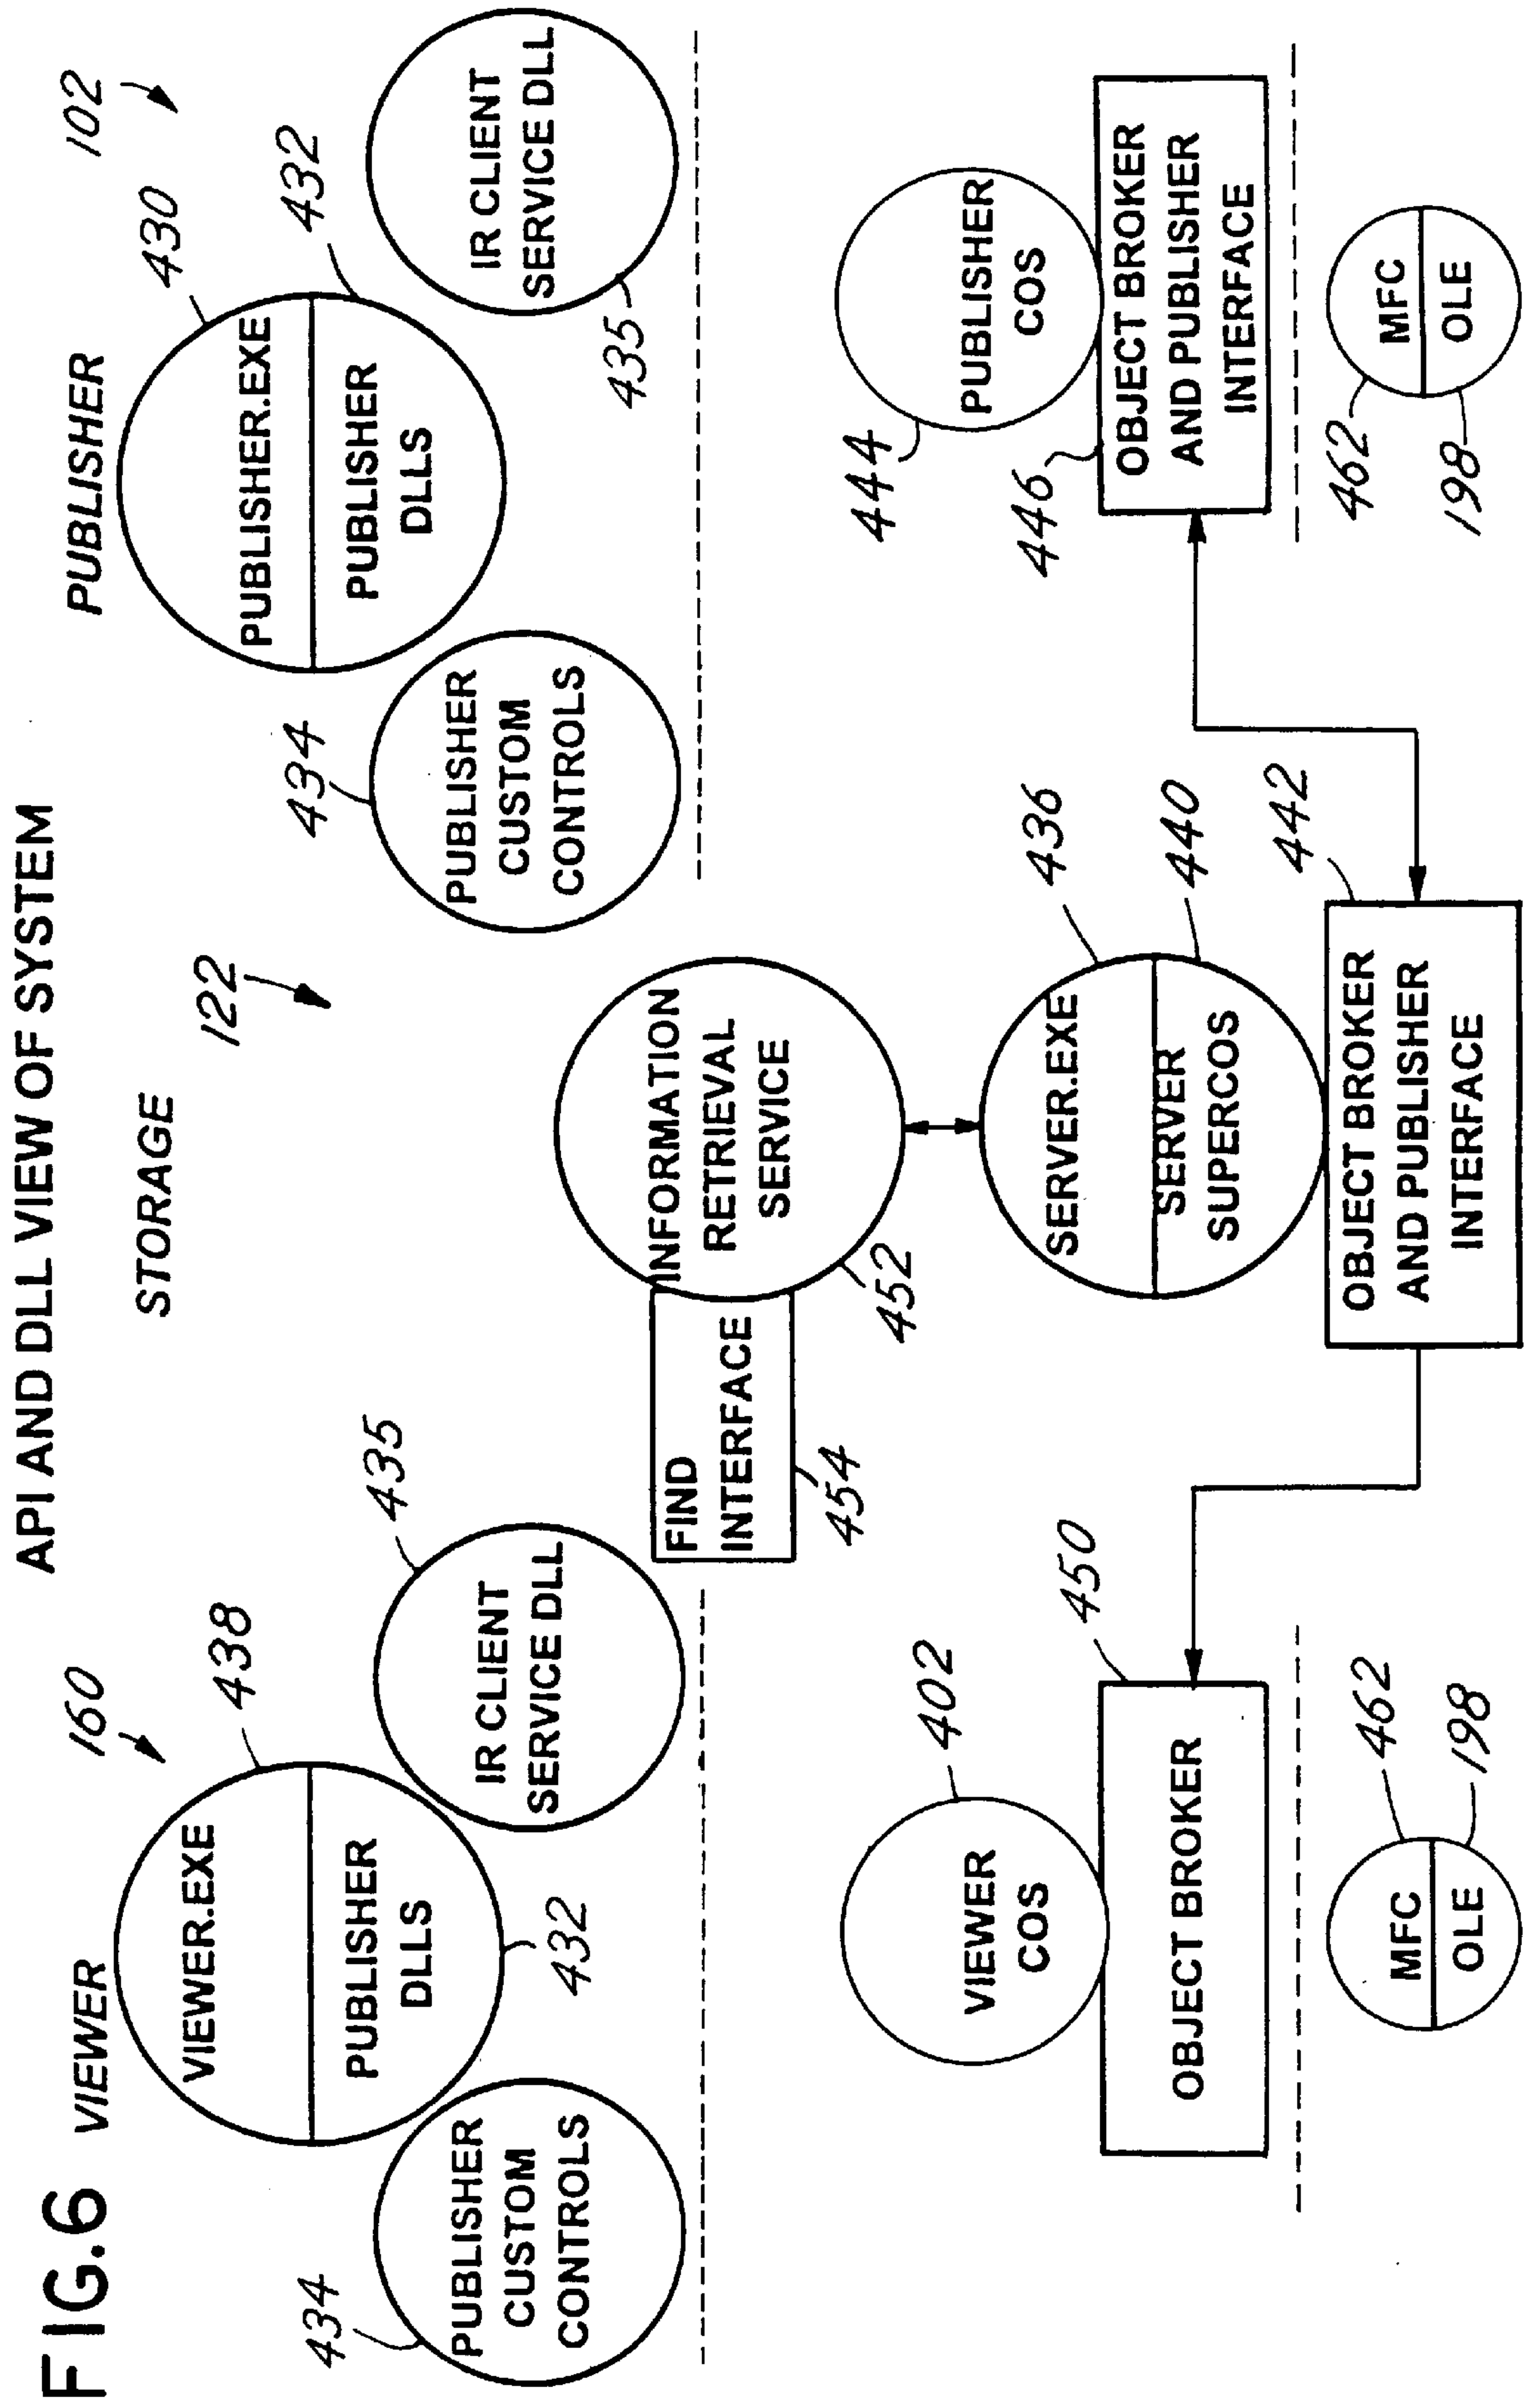 API AND DLL VIEW OF SYSTEM
FIG.6
VIEWER
160
STORAGE
122
PUBLISHER
102
438
VIEWER.EXE
PUBLISHER
DLLS
432
434
PUBLISHER
CUSTOM
CONTROLS
435
IR CLIENT
SERVICE DLL
430
PUBLISHER.EXE
PUBLISHER
DLLS
432
434
PUBLISHER
CUSTOM
CONTROLS
IR CLIENT
SERVICE DLL
435
FIND
INTERFACE
454
INFORMATION
RETRIEVAL
SERVICE
452
402
VIEWER
COS
450
OBJECT BROKER
436
SERVER.EXE
SERVER
SUPERCOS
440
442
OBJECT BROKER
AND PUBLISHER
INTERFACE
444
PUBLISHER
COS
446
OBJECT BROKER
AND PUBLISHER
INTERFACE
462
MFC
OLE
198
462
MFC
OLE
198